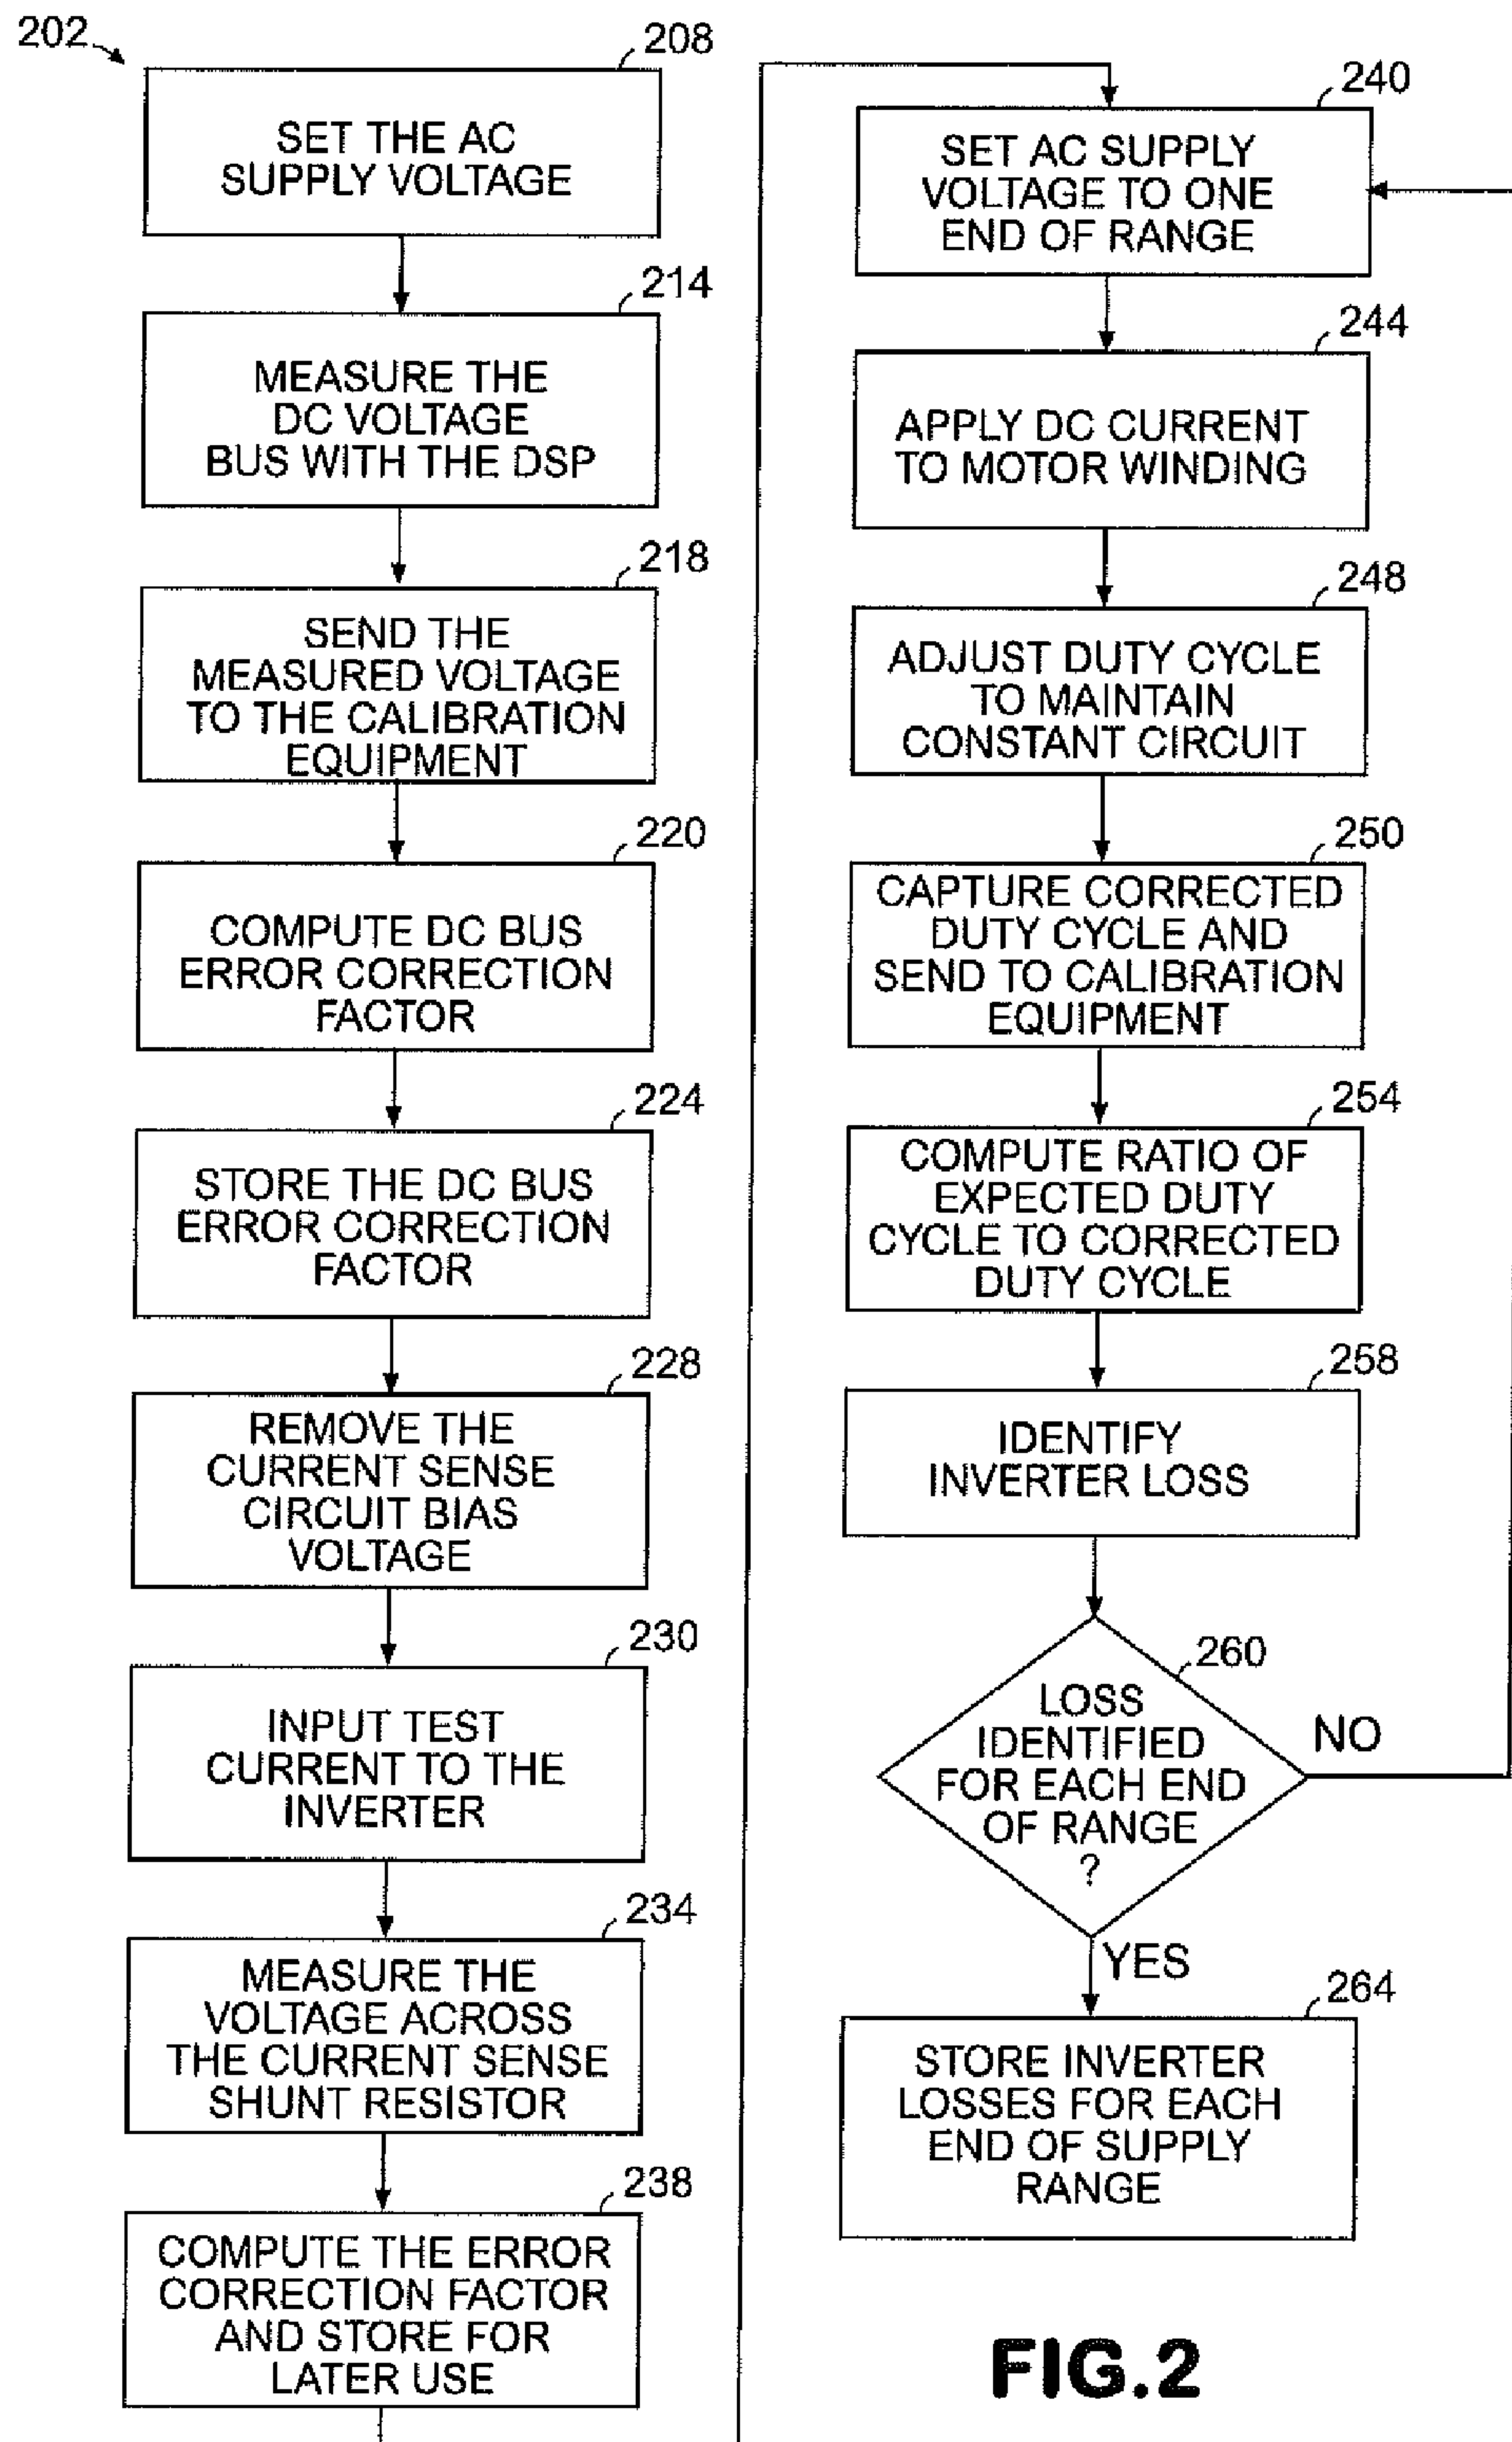 202
208
SET THE AC
SUPPLY VOLTAGE
214
MEASURE THE
DC VOLTAGE
BUS WITH THE DSP
218
SEND THE
MEASURED VOLTAGE
TO THE CALIBRATION
EQUIPMENT
220
COMPUTE DC BUS
ERROR CORRECTION
FACTOR
224
STORE THE DC BUS
ERROR CORRECTION
FACTOR
228
REMOVE THE
CURRENT SENSE
CIRCUIT BIAS
VOLTAGE
230
INPUT TEST
CURRENT TO THE
INVERTER
234
MEASURE THE
VOLTAGE ACROSS
THE CURRENT SENSE
SHUNT RESISTOR
238
COMPUTE THE ERROR
CORRECTION FACTOR
AND STORE FOR
LATER USE
240
SET AC SUPPLY
VOLTAGE TO ONE
END OF RANGE
244
APPLY DC CURRENT
TO MOTOR WINDING
248
ADJUST DUTY CYCLE
TO MAINTAIN
CONSTANT CIRCUIT
250
CAPTURE CORRECTED
DUTY CYCLE AND
SEND TO CALIBRATION
EQUIPMENT
254
COMPUTE RATIO OF
EXPECTED DUTY
CYCLE TO CORRECTED
DUTY CYCLE
258
IDENTIFY
INVERTER LOSS
260
LOSS
IDENTIFIED
FOR EACH END
OF RANGE
?
NO
YES
264
STORE INVERTER
LOSSES FOR EACH
END OF SUPPLY
RANGE
FIG.2